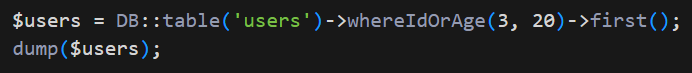 $users = DB::table('users')->whereIdOrAge(3, 20)->first();
dump($users);